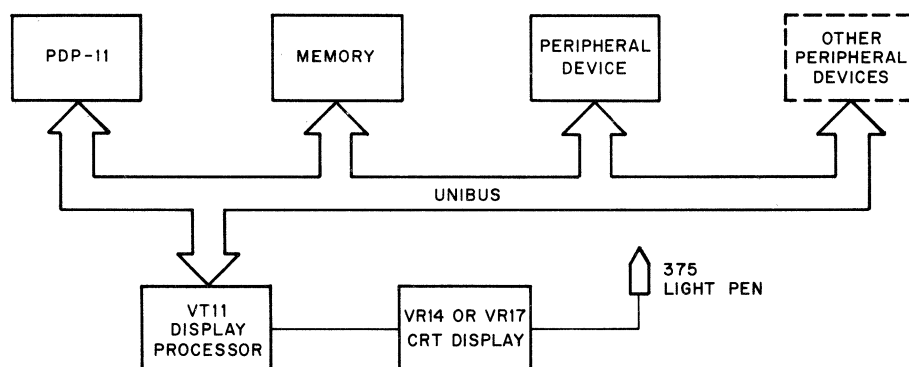 PDP-11
MEMORY
PERIPHERAL
DEVICE
OTHER
PERIPHERAL
DEVICES
UNIBUS
375
LIGHT PEN
VT11
DISPLAY
PROCESSOR
VR14 OR VR17
CRT DISPLAY